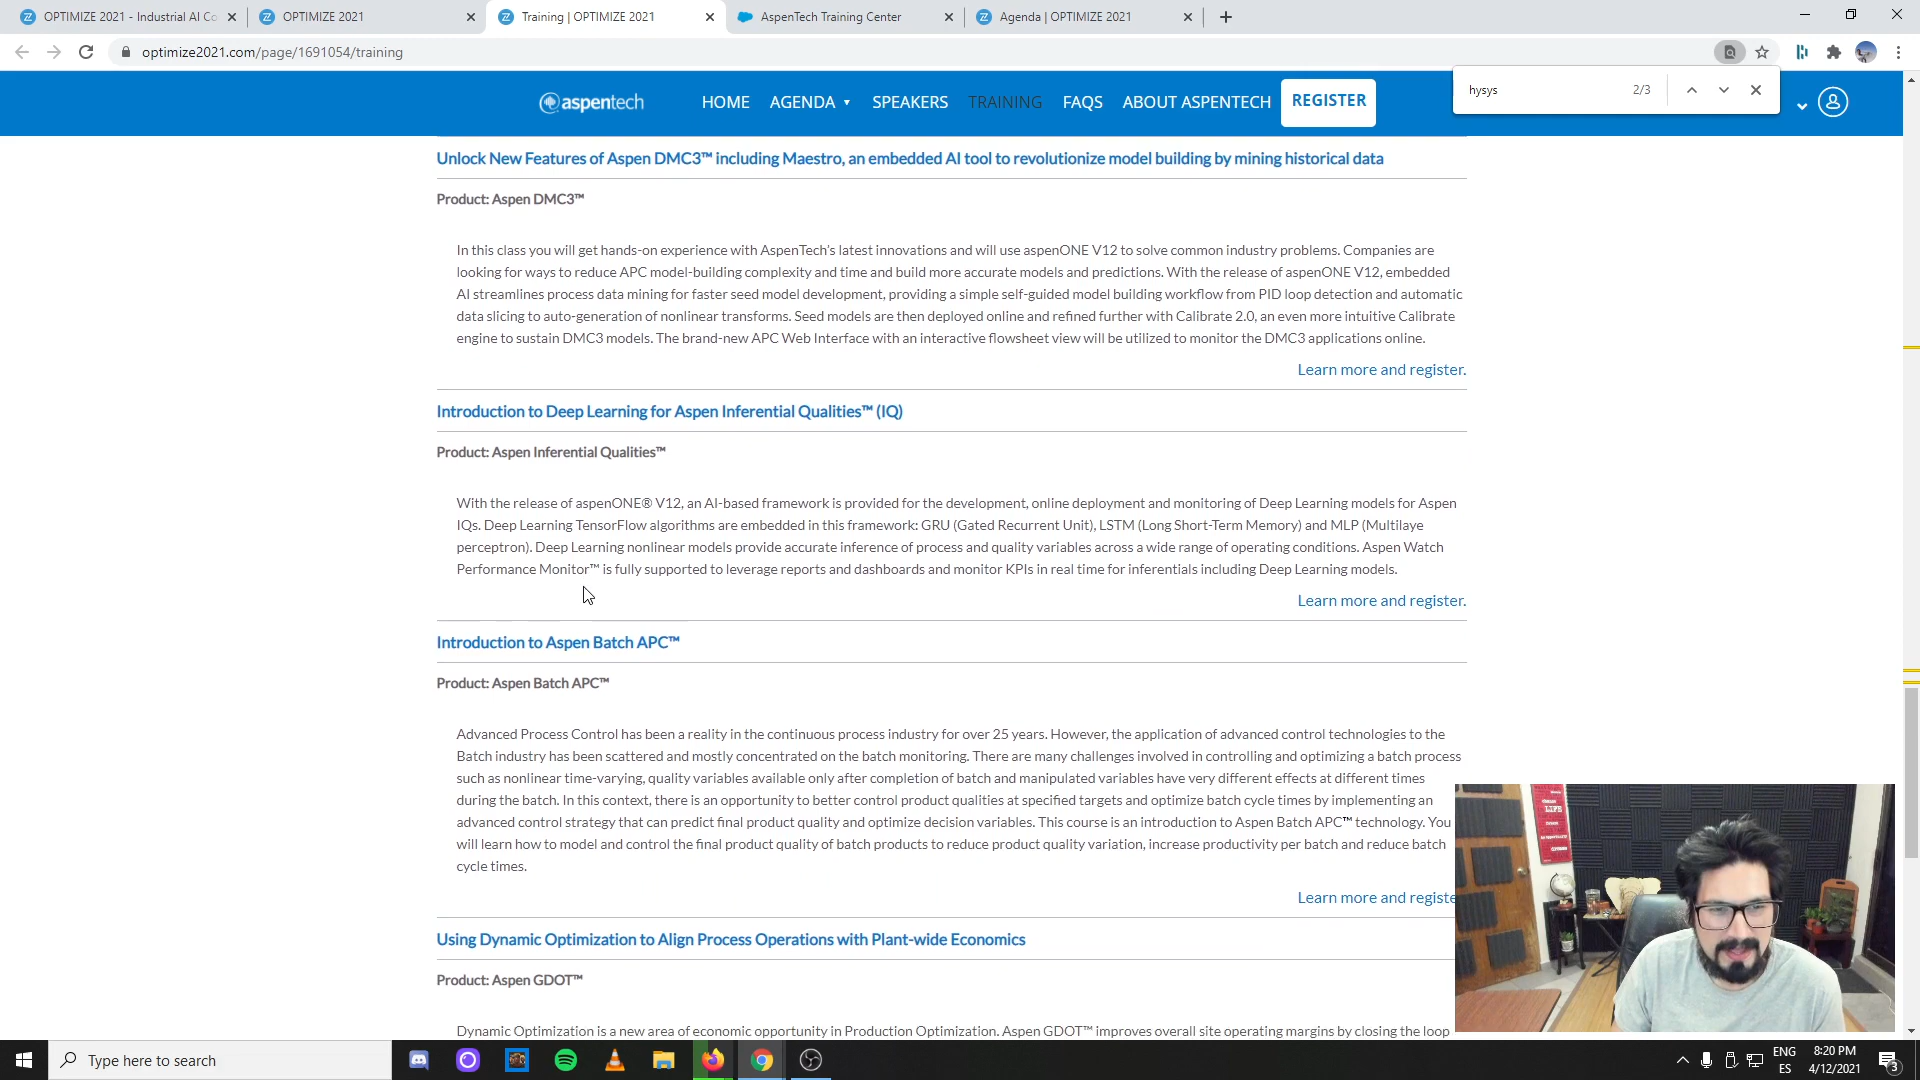 OPTIMIZE 2021 - Industrial AI Co
OPTIMIZE 2021
Training | OPTIMIZE 2021
AspenTech Training Center
Agenda | OPTIMIZE 2021
optimize2021.com/page/1691054/training
hysys
2/3
aspentech
HOME
AGENDA
SPEAKERS
TRAINING
FAQS
ABOUT ASPENTECH
REGISTER
Unlock New Features of Aspen DMC3™ including Maestro, an embedded AI tool to revolutionize model building by mining historical data
Product: Aspen DMC3™
In this class you will get hands-on experience with AspenTech's latest innovations and will use aspenONE V12 to solve common industry problems. Companies are
looking for ways to reduce APC model-building complexity and time and build more accurate models and predictions. With the release of aspenONE V12, embedded
AI streamlines process data mining for faster seed model development, providing a simple self-guided model building workflow from PID loop detection and automatic
data slicing to auto-generation of nonlinear transforms. Seed models are then deployed online and refined further with Calibrate 2.0, an even more intuitive Calibrate
engine to sustain DMC3 models. The brand-new APC Web Interface with an interactive flowsheet view will be utilized to monitor the DMC3 applications online.
Learn more and register.
Introduction to Deep Learning for Aspen Inferential Qualities™ (IQ)
Product: Aspen Inferential Qualities™
With the release of aspenONE® V12, an AI-based framework is provided for the development, online deployment and monitoring of Deep Learning models for Aspen
IQs. Deep Learning TensorFlow algorithms are embedded in this framework: GRU (Gated Recurrent Unit), LSTM (Long Short-Term Memory) and MLP (Multilaye
perceptron). Deep Learning nonlinear models provide accurate inference of process and quality variables across a wide range of operating conditions. Aspen Watch
Performance Monitor™ is fully supported to leverage reports and dashboards and monitor KPIs in real time for inferentials including Deep Learning models.
Learn more and register.
Introduction to Aspen Batch APC™
Product: Aspen Batch APC™
Advanced Process Control has been a reality in the continuous process industry for over 25 years. However, the application of advanced control technologies to the
Batch industry has been scattered and mostly concentrated on the batch monitoring. There are many challenges involved in controlling and optimizing a batch process
such as nonlinear time-varying, quality variables available only after completion of batch and manipulated variables have very different effects at different times
during the batch. In this context, there is an opportunity to better control product qualities at specified targets and optimize batch cycle times by implementing an
advanced control strategy that can predict final product quality and optimize decision variables. This course is an introduction to Aspen Batch APC™ technology. You
will learn how to model and control the final product quality of batch products to reduce product quality variation, increase productivity per batch and reduce batch
cycle times.
Learn more and registe
Using Dynamic Optimization to Align Process Operations with Plant-wide Economics
Product: Aspen GDOT™
Dynamic Optimization is a new area of economic opportunity in Production Optimization. Aspen GDOT™ improves overall site operating margins by closing the loop
LIFE
Type here to search
ENG
ES
8:20 PM
4/12/2021
3